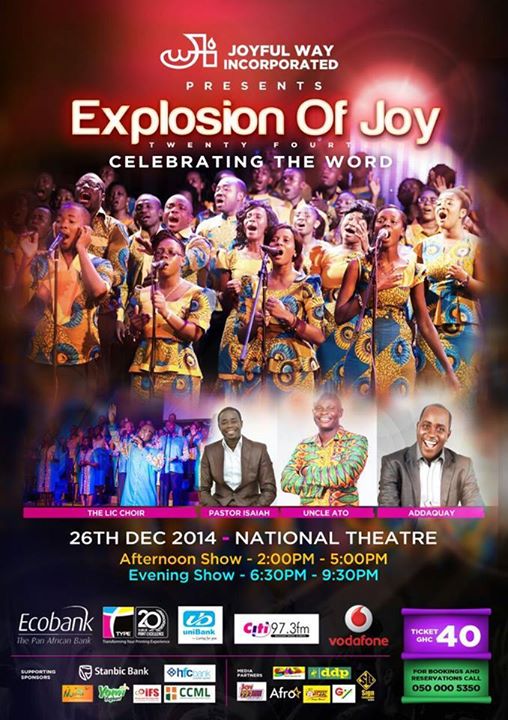 JOYFUL WAY
INCORPORATED
PRESENTS
Explosion Of Joy
TWENTY FOURT
CELEBRATING THE WORD
THE LIC CHOIR
PASTOR ISAIAH
UNCLE ATO
ADDAQUAY
26TH DEC 2014 - NATIONAL THEATRE
Afternoon Show - 2:00PM - 5:00PM
Evening Show - 6:30PM - 9:30PM
Ecobank
The Pan African Bank
TYPE
20
uniBank
Citi 97.3fm
vodafone
TICKET
GHC
40
FOR BOOKINGS AND
RESERVATIONS CALL
050 000 5350
SUPPORTING
SPONSORS
Stanbic Bank
hfcbank
IFS
CCML
MEDIA
PARTNERS
ddp
Afro